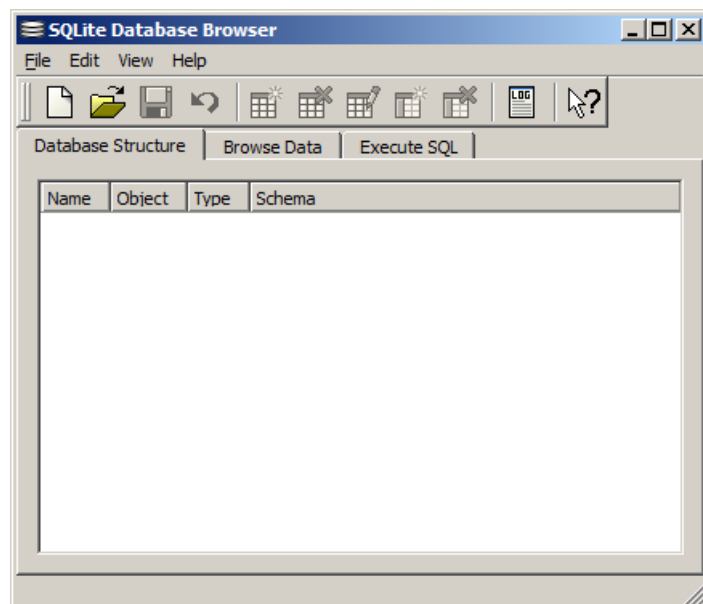 SQLite Database Browser
File Edit View Help
LOG ?
Database Structure Browse Data Execute SQL
Name Object Type Schema